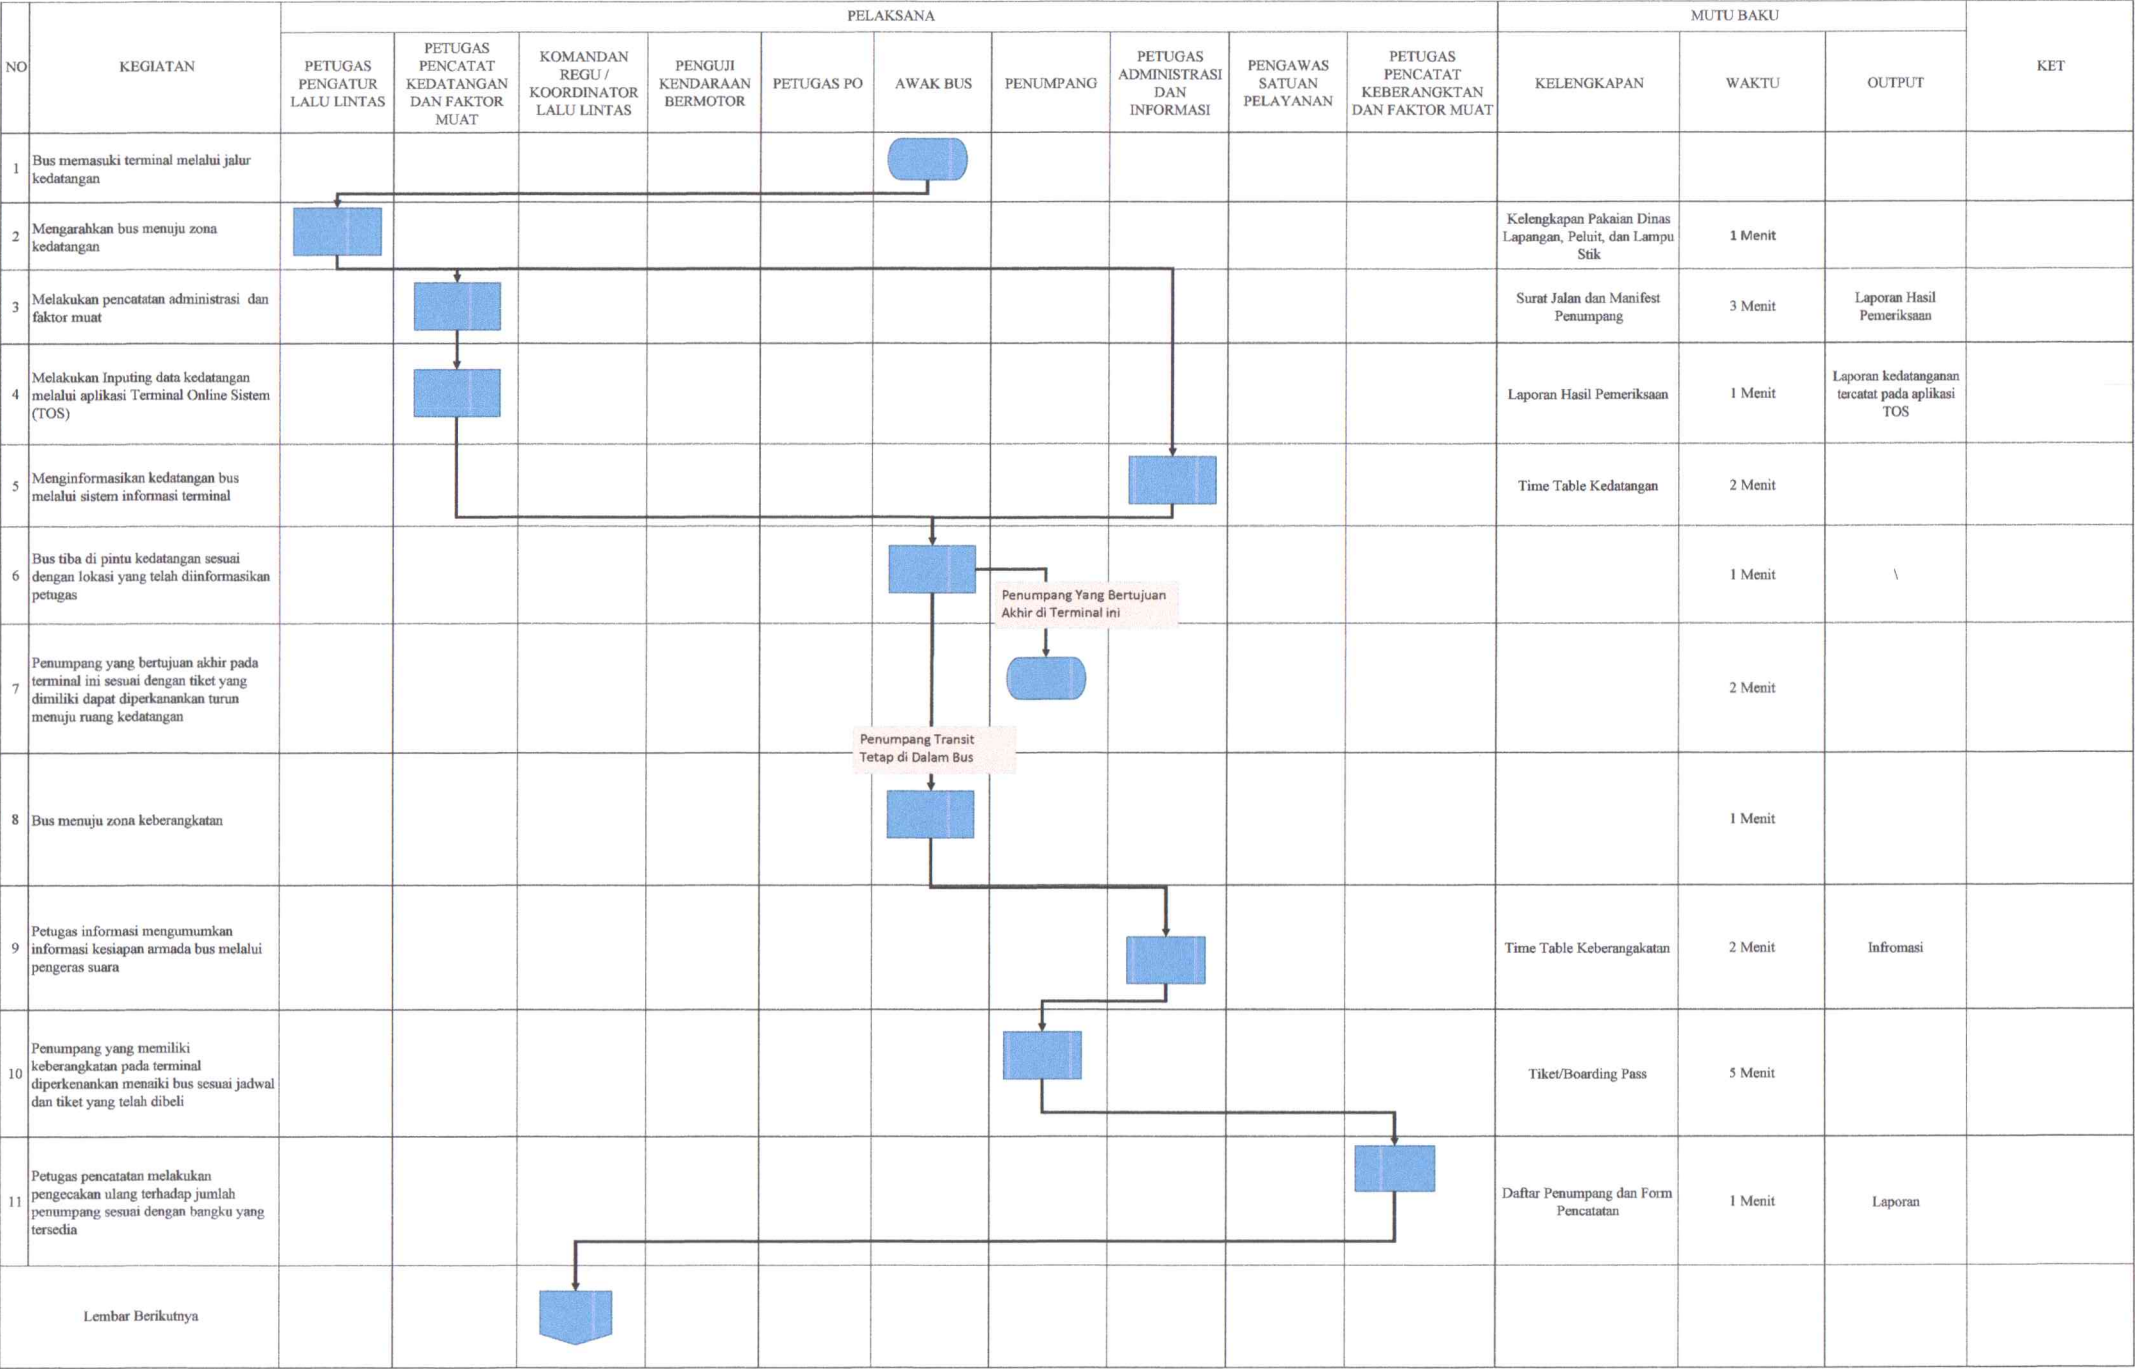 PELAKSANA
MUTU BAKU
NO
KEGIATAN
PETUGAS
PENGATUR
LALU LINTAS
PETUGAS
PENCATAT
KEDATANGAN
DAN FAKTOR
MUAT
KOMANDAN
REGU /
KOORDINATOR
LALU LINTAS
PENGUJI
KENDARAAN
BERMOTOR
PETUGAS PO
AWAK BUS
PENUMPANG
PETUGAS
ADMINISTRASI
DAN
INFORMASI
PENGAWAS
SATUAN
PELAYANAN
PETUGAS
PENCATAT
KEBERANGKTAN
DAN FAKTOR MUAT
KELENGKAPAN
WAKTU
OUTPUT
KET
1
Bus memasuki terminal melalui jalur
kedatangan
2
Mengarahkan bus menuju zona
kedatangan
Kelengkapan Pakaian Dinas
Lapangan, Peluit, dan Lampu
Stik
1 Menit
3
Melakukan pencatatan administrasi dan
faktor muat
Surat Jalan dan Manifest
Penumpang
3 Menit
Laporan Hasil
Pemeriksaan
4
Melakukan Inputing data kedatangan
melalui aplikasi Terminal Online Sistem
(TOS)
Laporan Hasil Pemeriksaan
1 Menit
Laporan kedatanganan
tercatat pada aplikasi
TOS
5
Menginformasikan kedatangan bus
melalui sistem informasi terminal
Time Table Kedatangan
2 Menit
6
Bus tiba di pintu kedatangan sesuai
dengan lokasi yang telah diinformasikan
petugas
1 Menit
\
Penumpang Yang Bertujuan
Akhir di Terminal ini
7
Penumpang yang bertujuan akhir pada
terminal ini sesuai dengan tiket yang
dimiliki dapat diperkanankan turun
menuju ruang kedatangan
2 Menit
Penumpang Transit
Tetap di Dalam Bus
8
Bus menuju zona keberangkatan
1 Menit
9
Petugas informasi mengumumkan
informasi kesiapan armada bus melalui
pengeras suara
Time Table Keberangakatan
2 Menit
Infromasi
10
Penumpang yang memiliki
keberangkatan pada terminal
diperkenankan menaiki bus sesuai jadwal
dan tiket yang telah dibeli
Tiket/Boarding Pass
5 Menit
11
Petugas pencatatan melakukan
pengecakan ulang terhadap jumlah
penumpang sesuai dengan bangku yang
tersedia
Daftar Penumpang dan Form
Pencatatan
1 Menit
Laporan
Lembar Berikutnya